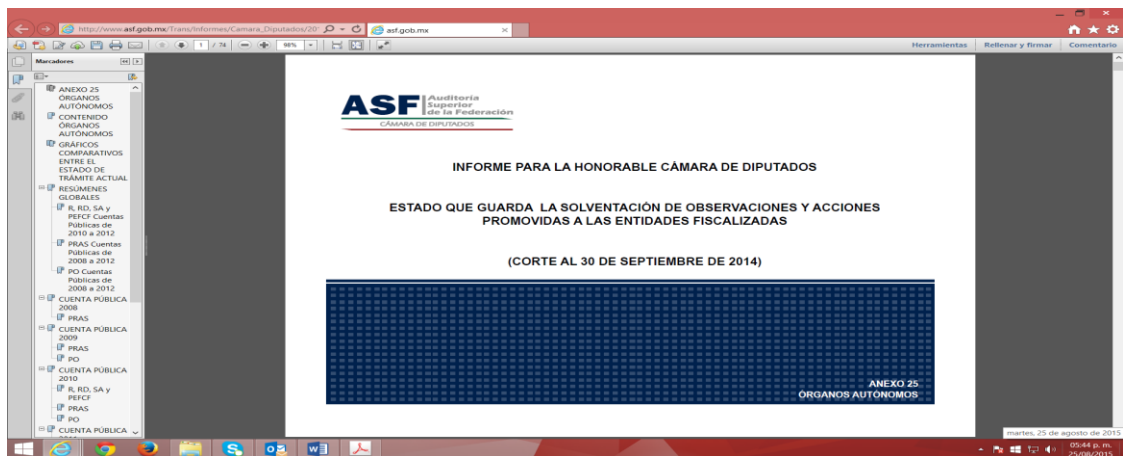 http://www.asf.gob.mx/Trans/Informes/Camara_Diputados/20
asf.gob.mx
1 / 74
98%
Herramientas
Rellenar y firmar
Comentario
Marcadores
ANEXO 25
ÓRGANOS
AUTÓNOMOS
CONTENIDO
ÓRGANOS
AUTÓNOMOS
GRÁFICOS
COMPARATIVOS
ENTRE EL
ESTADO DE
TRÁMITE ACTUAL
RESÚMENES
GLOBALES
R, RD, SA y
PEFCF Cuentas
Públicas de
2010 a 2012
PRAS Cuentas
Públicas de
2008 a 2012
PO Cuentas
Públicas de
2008 a 2012
CUENTA PÚBLICA
2008
PRAS
CUENTA PÚBLICA
2009
PRAS
PO
CUENTA PÚBLICA
2010
R, RD, SA y
PEFCF
PRAS
PO
CUENTA PÚBLICA
ASF
Auditoría
Superior
de la Federación
CÁMARA DE DIPUTADOS
INFORME PARA LA HONORABLE CÁMARA DE DIPUTADOS
ESTADO QUE GUARDA LA SOLVENTACIÓN DE OBSERVACIONES Y ACCIONES
PROMOVIDAS A LAS ENTIDADES FISCALIZADAS
(CORTE AL 30 DE SEPTIEMBRE DE 2014)
ANEXO 25
ÓRGANOS AUTÓNOMOS
martes, 25 de agosto de 2015
05:44 p. m.
25/08/2015